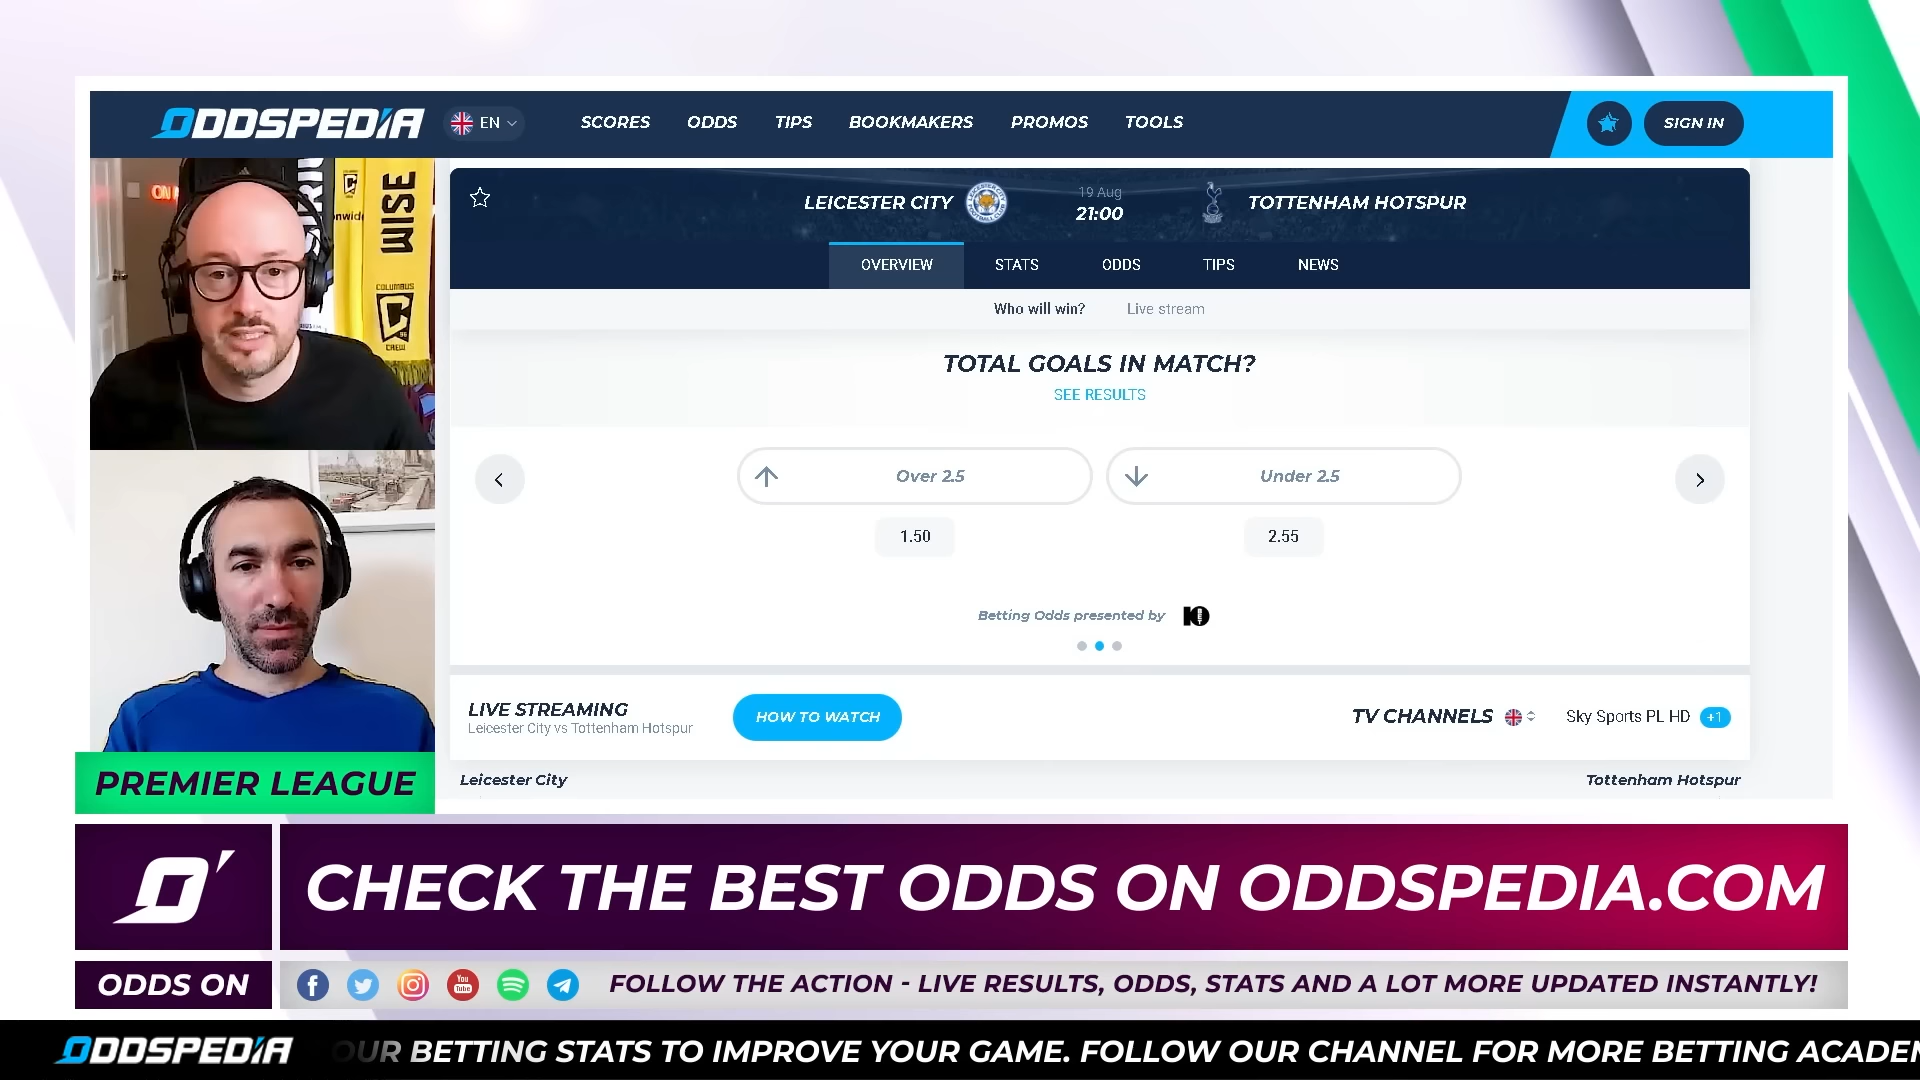 ODDSPEDIA
EN
SCORES
ODDS
TIPS
BOOKMAKERS
PROMOS
TOOLS
SIGN IN
ON
WISE
COLUMBUS
CREW
LEICESTER CITY
19 Aug
21:00
TOTTENHAM HOTSPUR
OVERVIEW
STATS
ODDS
TIPS
NEWS
Who will win?
Live stream
TOTAL GOALS IN MATCH?
SEE RESULTS
Over 2.5
Under 2.5
1.50
2.55
Betting Odds presented by
LIVE STREAMING
Leicester City vs Tottenham Hotspur
HOW TO WATCH
TV CHANNELS
Sky Sports PL HD
+1
Leicester City
Tottenham Hotspur
PREMIER LEAGUE
CHECK THE BEST ODDS ON ODDSPEDIA.COM
ODDS ON
You
Tube
FOLLOW THE ACTION - LIVE RESULTS, ODDS, STATS AND A LOT MORE UPDATED INSTANTLY!
ODDSPEDIA
OUR BETTING STATS TO IMPROVE YOUR GAME. FOLLOW OUR CHANNEL FOR MORE BETTING ACADEM